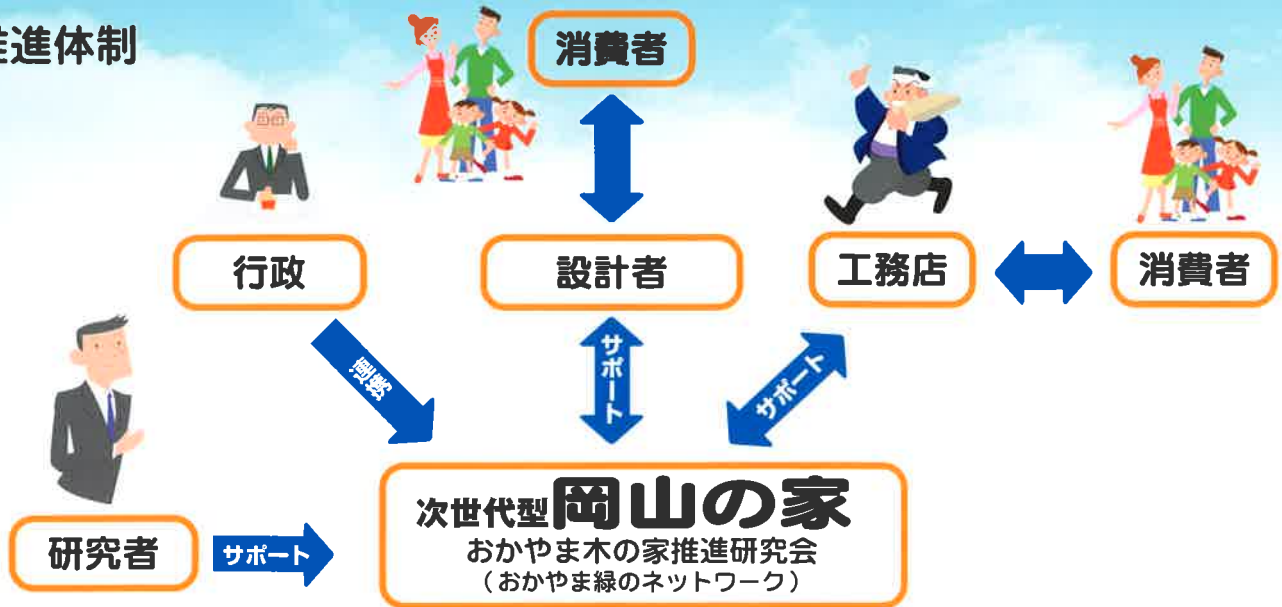 推進体制
消費者
行政
設計者
工務店
消費者
連携
サポート
サポート
研究者
サポート
次世代型岡山の家
おかやま木の家推進研究会
（おかやま緑のネットワーク）